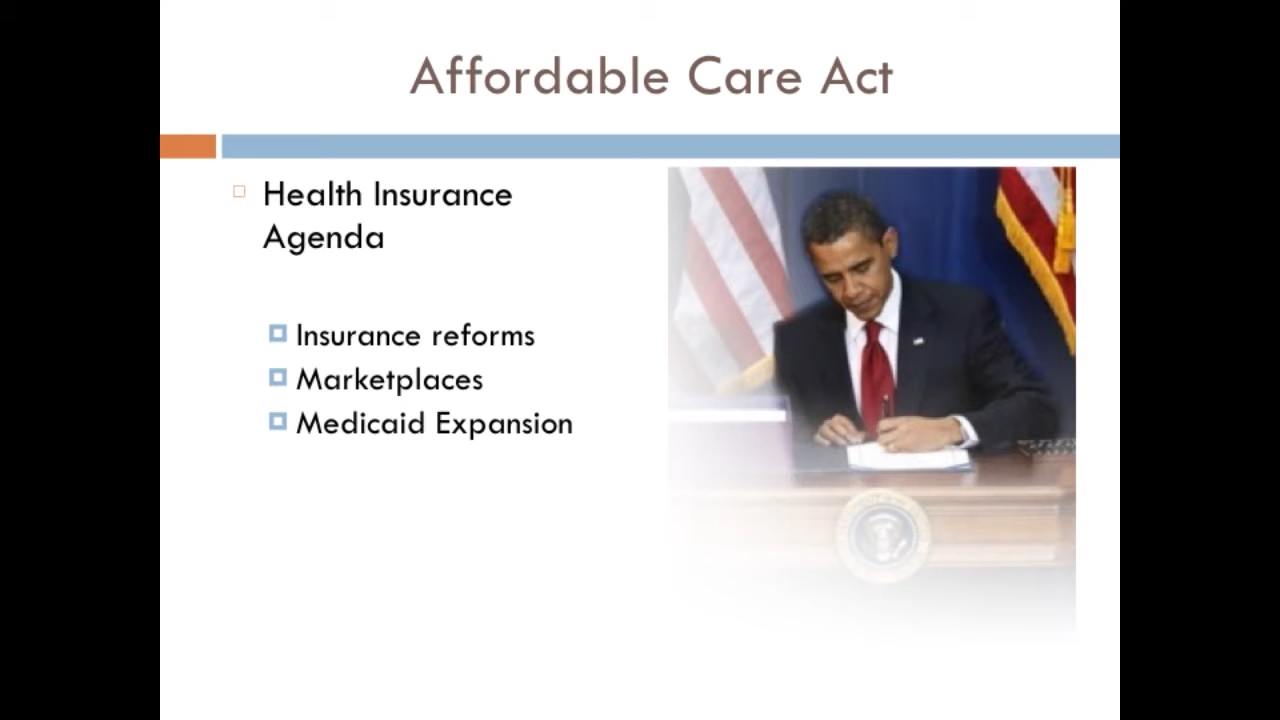 Affordable Care Act
Health Insurance
Agenda
Insurance reforms
Marketplaces
Medicaid Expansion